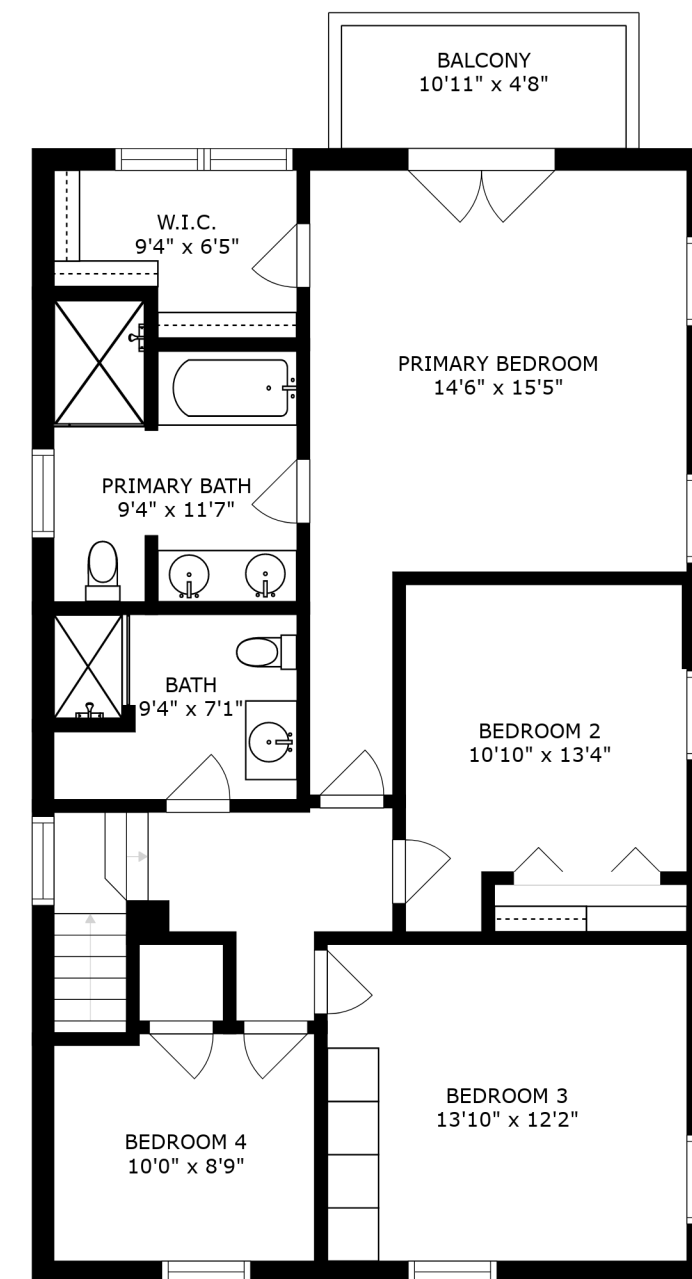 BALCONY
10'11" x 4'8"
W.I.C.
9'4" x 6'5"
PRIMARY BEDROOM
14'6" x 15'5"
PRIMARY BATH
9'4" x 11'7"
BATH
9'4" x 7'1"
BEDROOM 2
10'10" x 13'4"
BEDROOM 3
13'10" x 12'2"
BEDROOM 4
10'0" x 8'9"